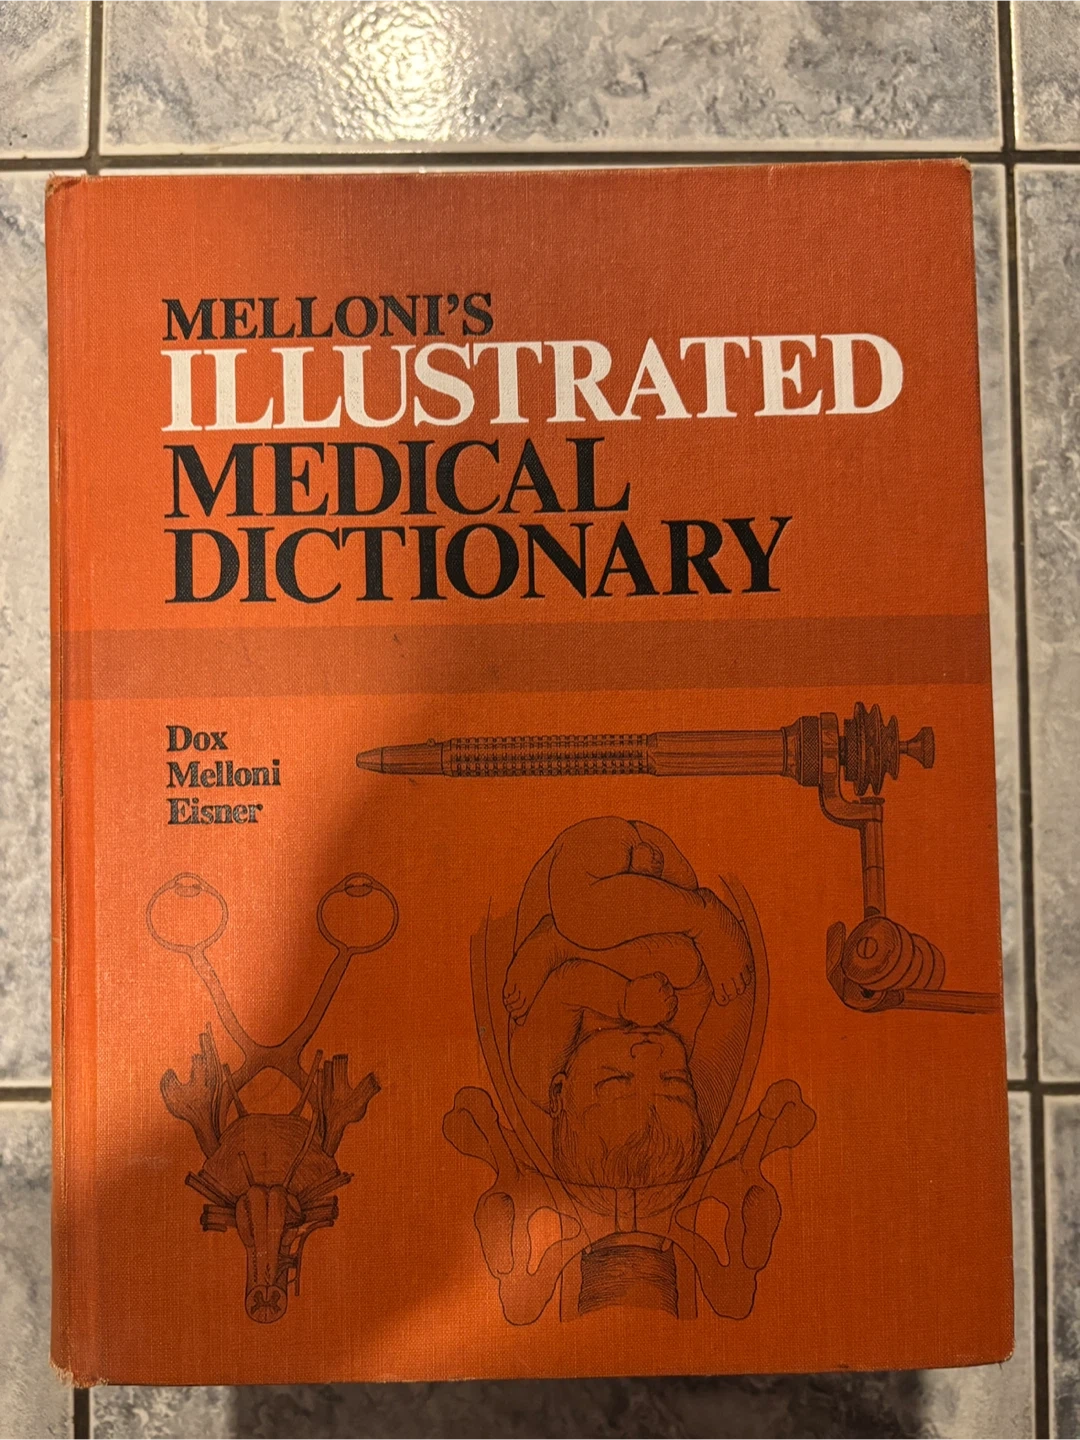 MELLONI'S
ILLUSTRATED
MEDICAL
DICTIONARY
Dox
Melloni
Eisner